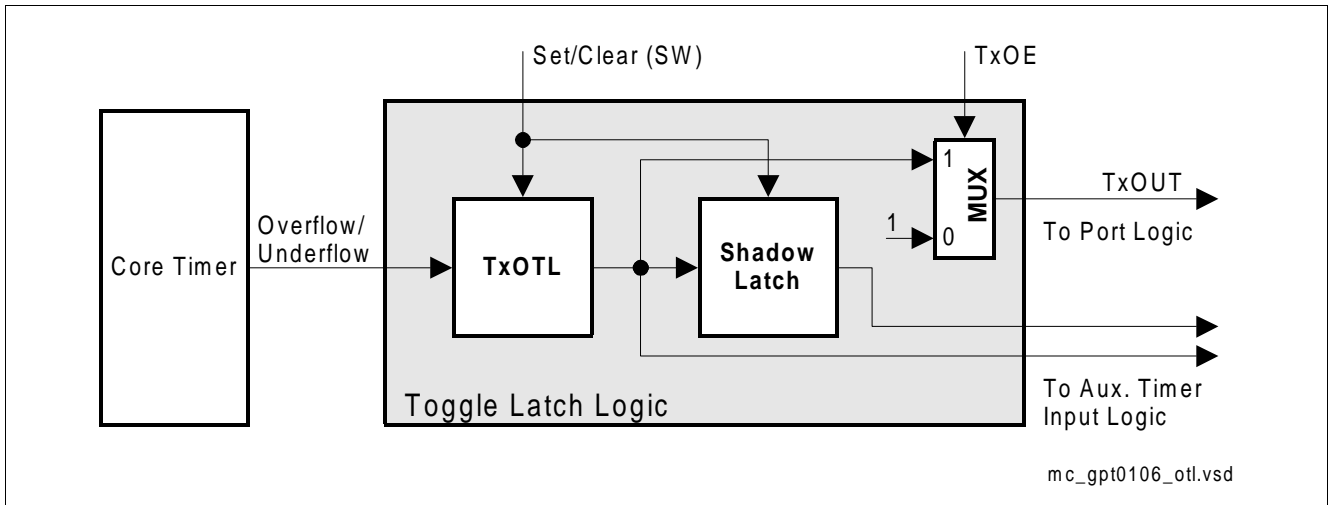 Set/Clear (SW)
TxOE
Core Timer
Overflow/
Underflow
TxOTL
Shadow
Latch
1
1
0
MUX
TxOUT
To Port Logic
To Aux. Timer
Input Logic
Toggle Latch Logic
mc_gpt0106_otl.vsd